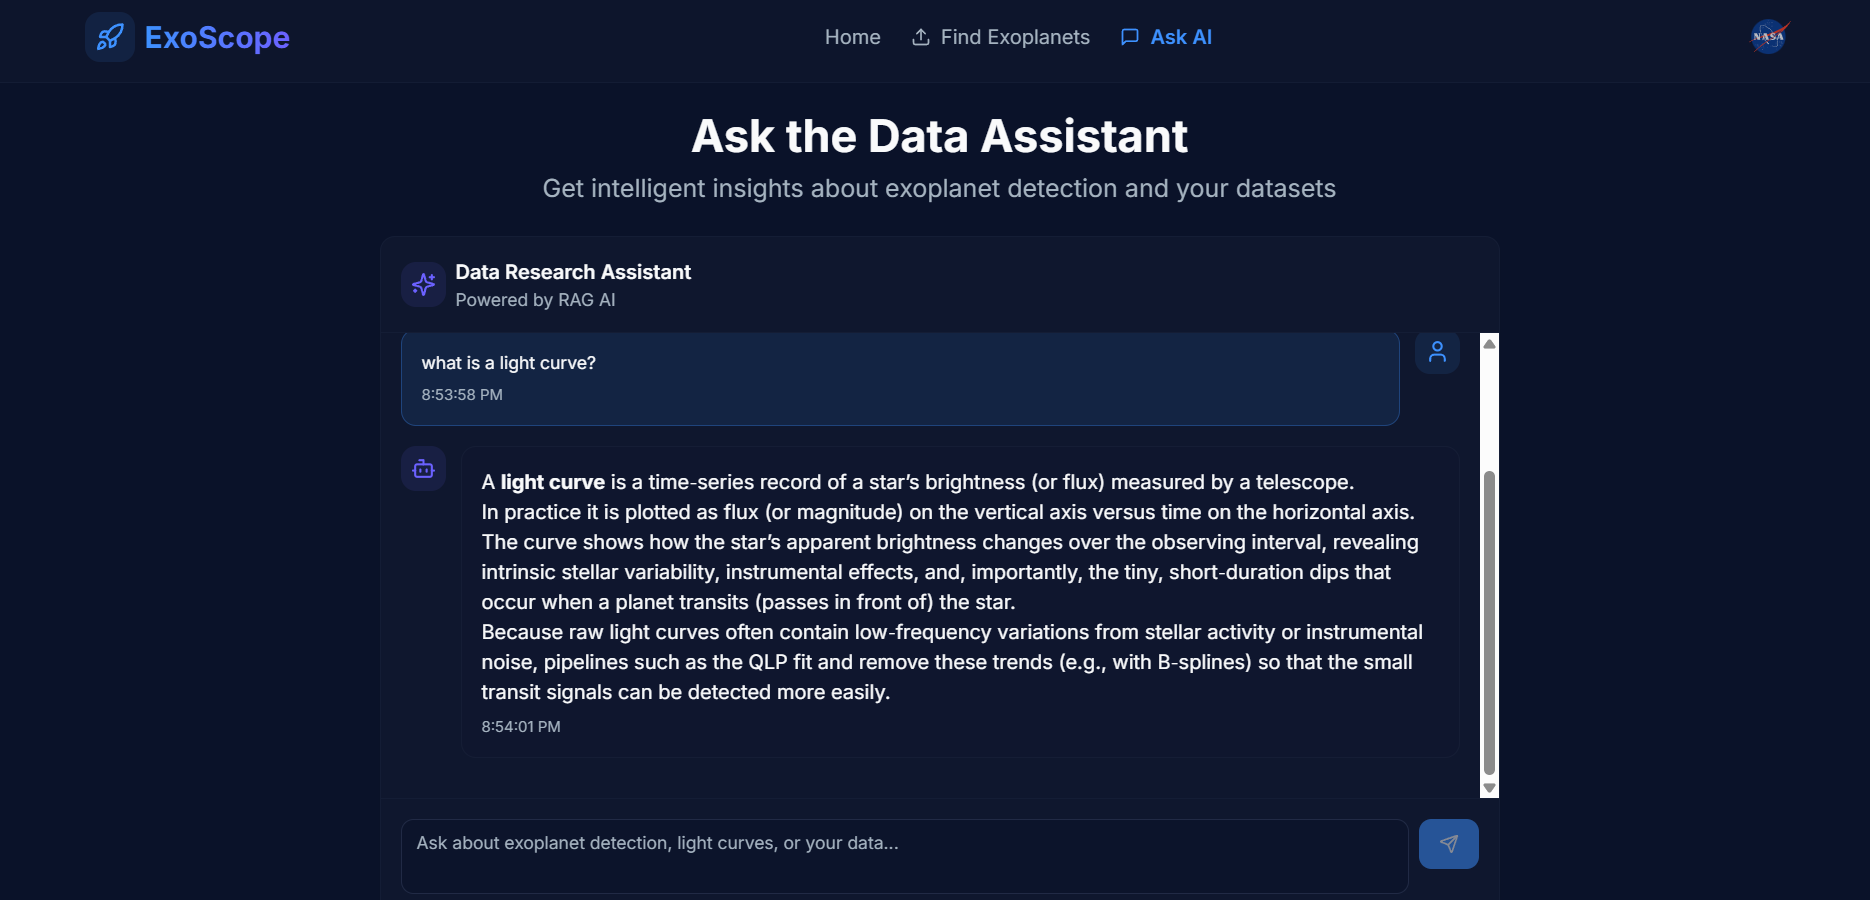 ExoScope
Home
Find Exoplanets
Ask AI
NASA
Ask the Data Assistant
Get intelligent insights about exoplanet detection and your datasets
Data Research Assistant
Powered by RAG AI
what is a light curve?
8:53:58 PM
A light curve is a time-series record of a star’s brightness (or flux) measured by a telescope.
In practice it is plotted as flux (or magnitude) on the vertical axis versus time on the horizontal axis.
The curve shows how the star’s apparent brightness changes over the observing interval, revealing
intrinsic stellar variability, instrumental effects, and, importantly, the tiny, short-duration dips that
occur when a planet transits (passes in front of) the star.
Because raw light curves often contain low-frequency variations from stellar activity or instrumental
noise, pipelines such as the QLP fit and remove these trends (e.g., with B-splines) so that the small
transit signals can be detected more easily.
8:54:01 PM
Ask about exoplanet detection, light curves, or your data...